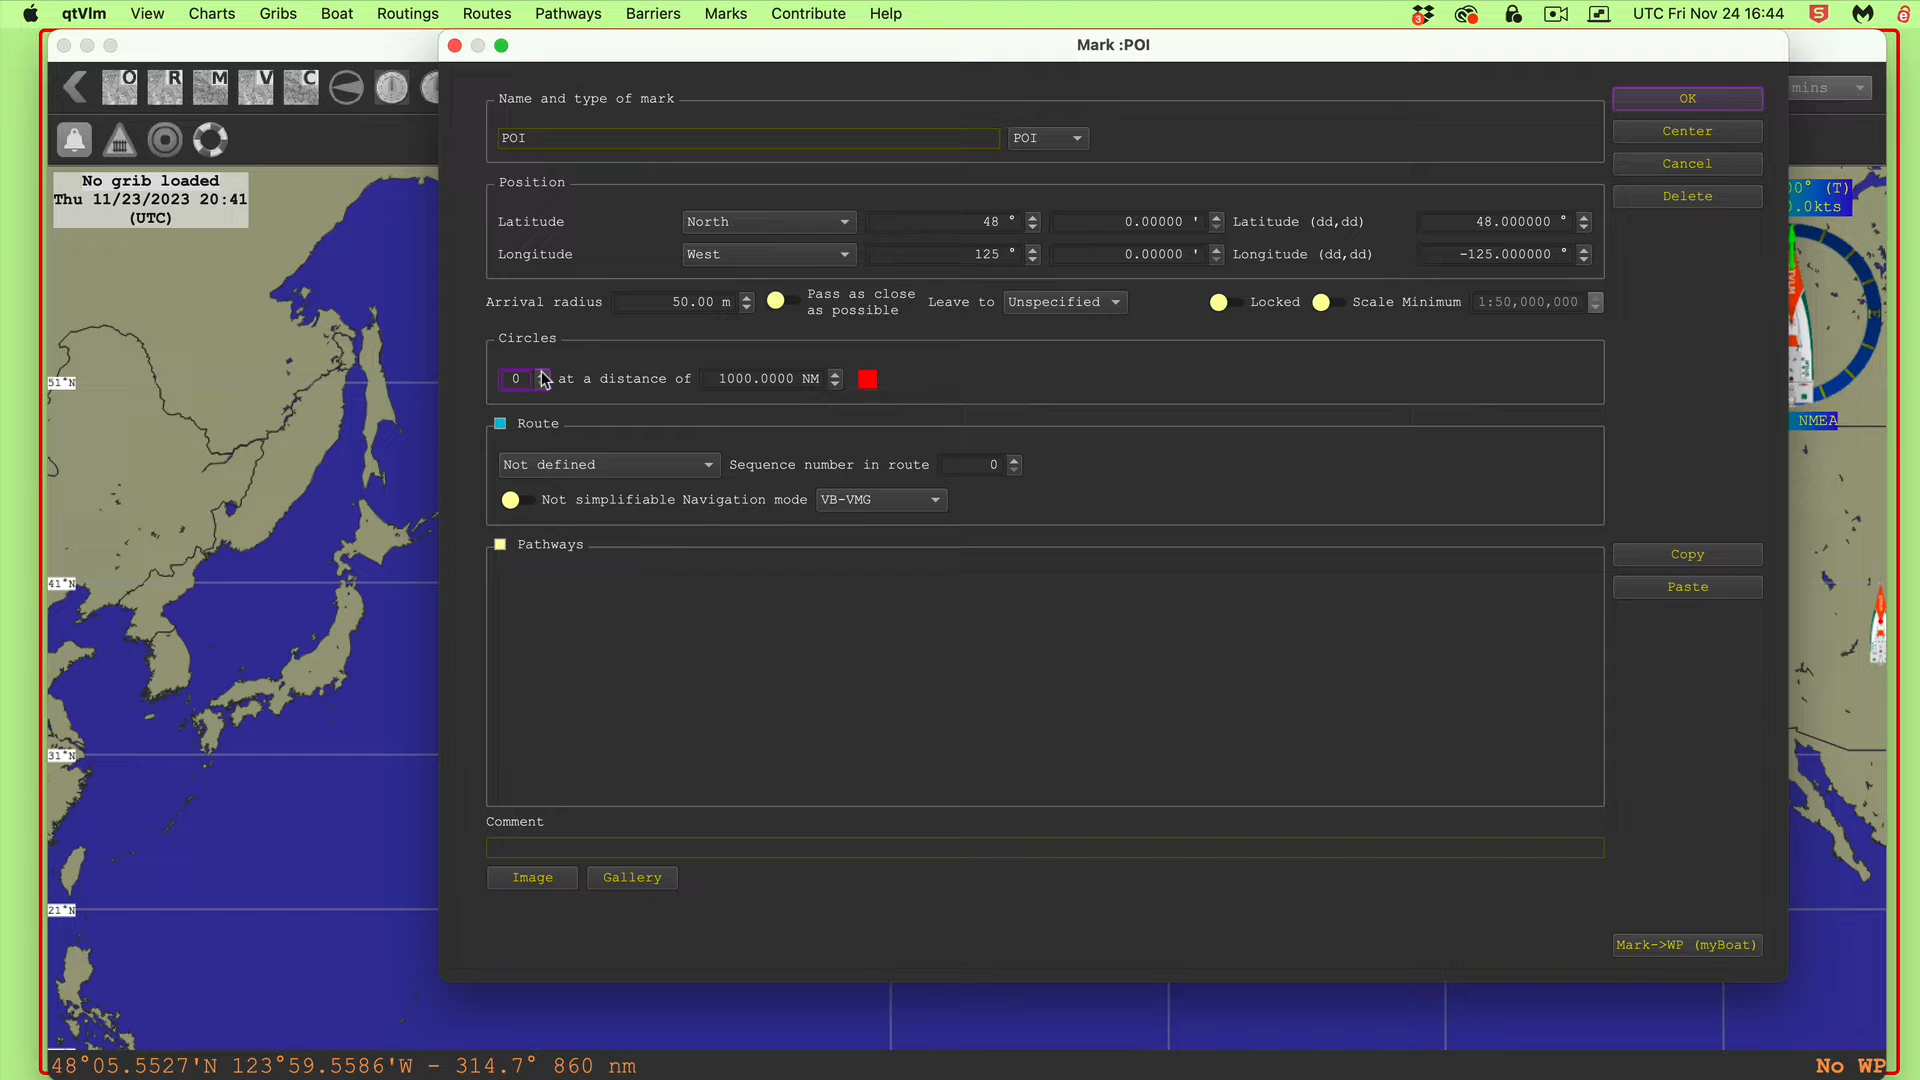 qtVlm View Charts Gribs Boat Routings Routes Pathways Barriers Marks Contribute Help 3 UTC Fri Nov 24 16:44
Mark :POI
O R M V C
mins
Name and type of mark
POI POI
OK
Center
Cancel
Delete
No grib loaded
Thu 11/23/2023 20:41
(UTC)
Position
Latitude North 48 ° 0.00000 ' Latitude (dd,dd) 48.000000 °
Longitude West 125 ° 0.00000 ' Longitude (dd,dd) -125.000000 °
00° (T)
0.0kts
Arrival radius 50.00 m Pass as close
as possible Leave to Unspecified Locked Scale Minimum 1:50,000,000
Circles
0 at a distance of 1000.0000 NM
51°N
NMEA
Route
Not defined Sequence number in route 0
Not simplifiable Navigation mode VB-VMG
Pathways
Copy
Paste
41°N
31°N
21°N
Comment
Image Gallery
Mark->WP (myBoat)
48°05.5527'N 123°59.5586'W - 314.7° 860 nm No WP